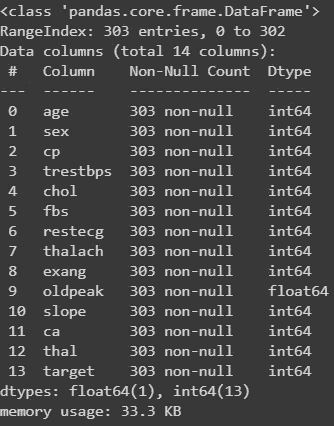 <class 'pandas.core.frame.DataFrame'>
RangeIndex: 303 entries, 0 to 302
Data columns (total 14 columns):
 #   Column    Non-Null Count  Dtype
---  ------    --------------  -----
 0   age       303 non-null    int64
 1   sex       303 non-null    int64
 2   cp        303 non-null    int64
 3   trestbps  303 non-null    int64
 4   chol      303 non-null    int64
 5   fbs       303 non-null    int64
 6   restecg   303 non-null    int64
 7   thalach   303 non-null    int64
 8   exang     303 non-null    int64
 9   oldpeak   303 non-null    float64
 10  slope     303 non-null    int64
 11  ca        303 non-null    int64
 12  thal      303 non-null    int64
 13  target    303 non-null    int64
dtypes: float64(1), int64(13)
memory usage: 33.3 KB